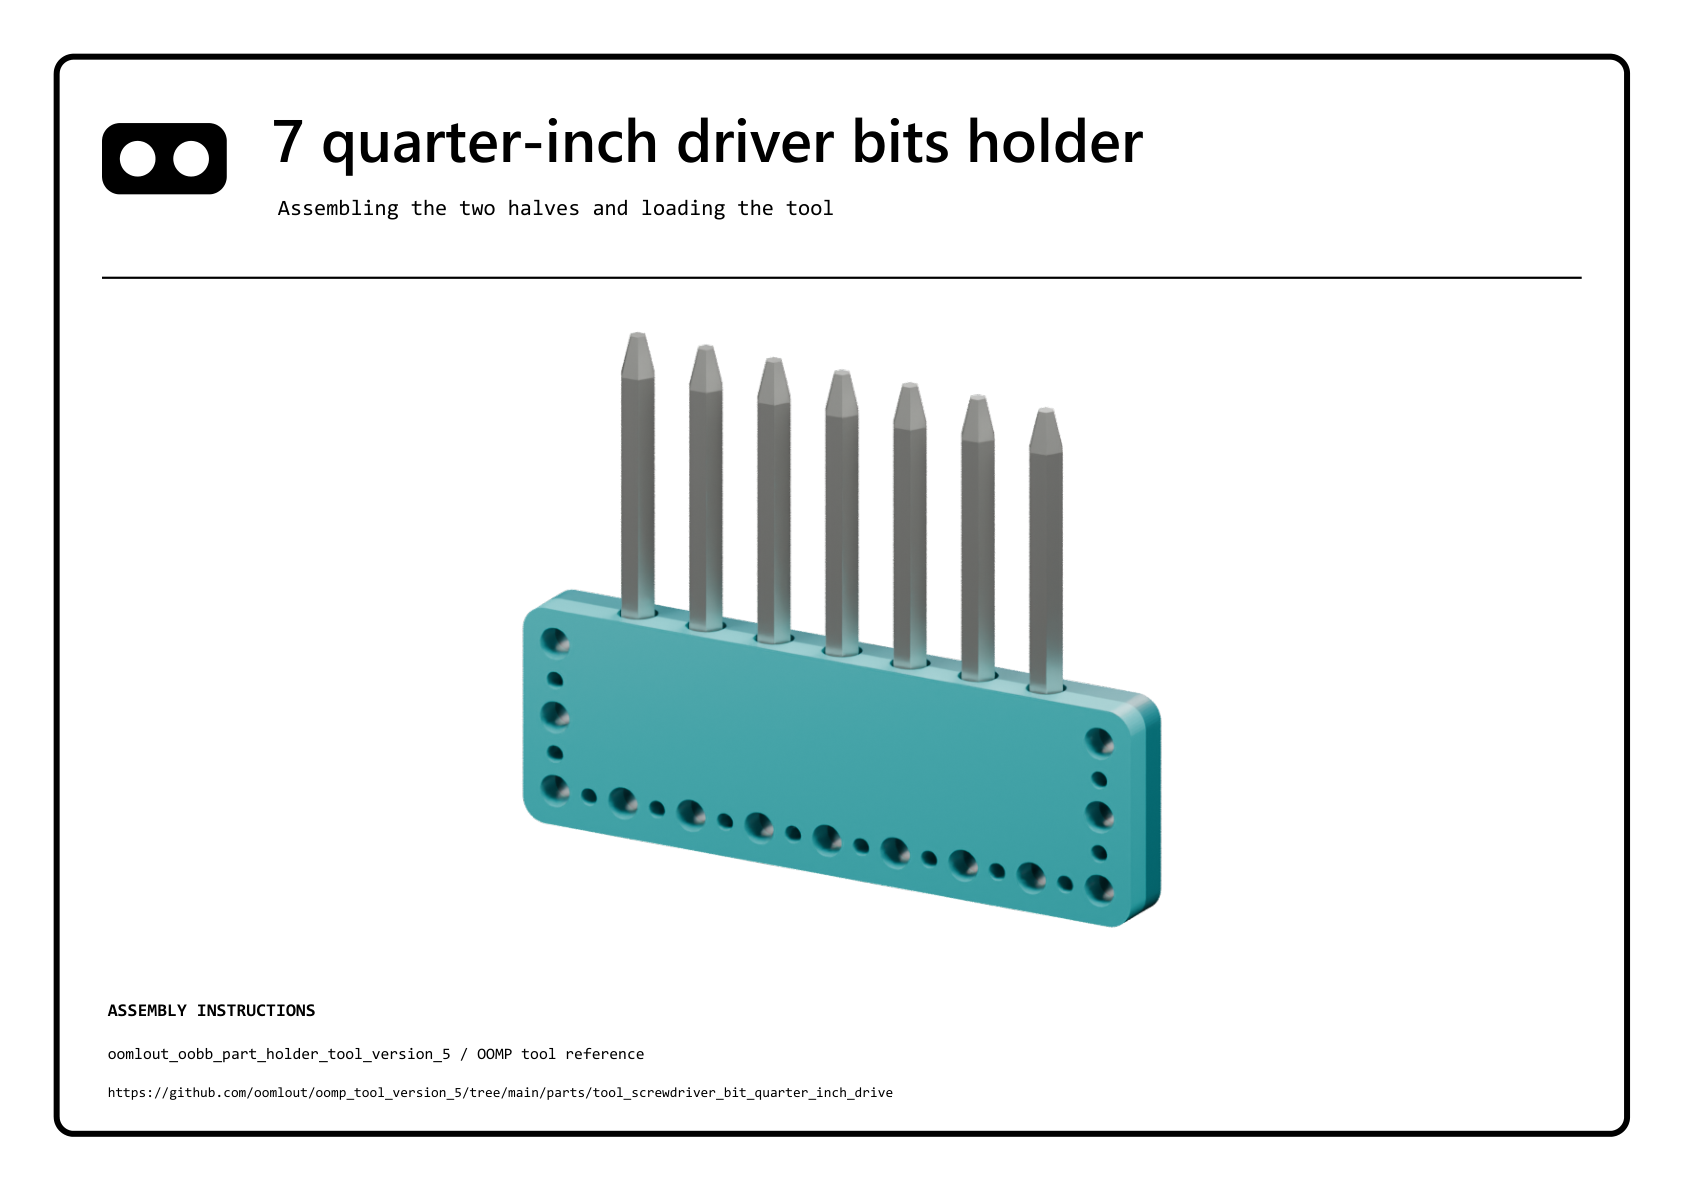 7 quarter-inch driver bits holder
Assembling the two halves and loading the tool
ASSEMBLY INSTRUCTIONS
oomlout_oobb_part_holder_tool_version_5 / OOMP tool reference
https://github.com/oomlout/oomp_tool_version_5/tree/main/parts/tool_screwdriver_bit_quarter_inch_drive